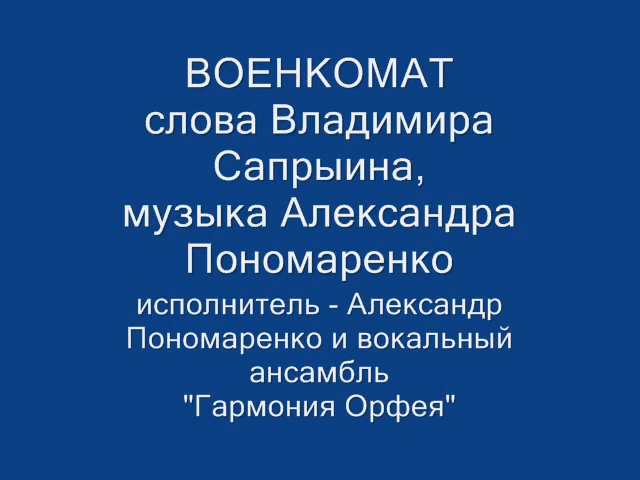 ВОЕНКОМАТ
слова Владимира
Сапрыина,
музыка Александра
Пономаренко
исполнитель - Александр
Пономаренко и вокальный
ансамбль
"Гармония Орфея"